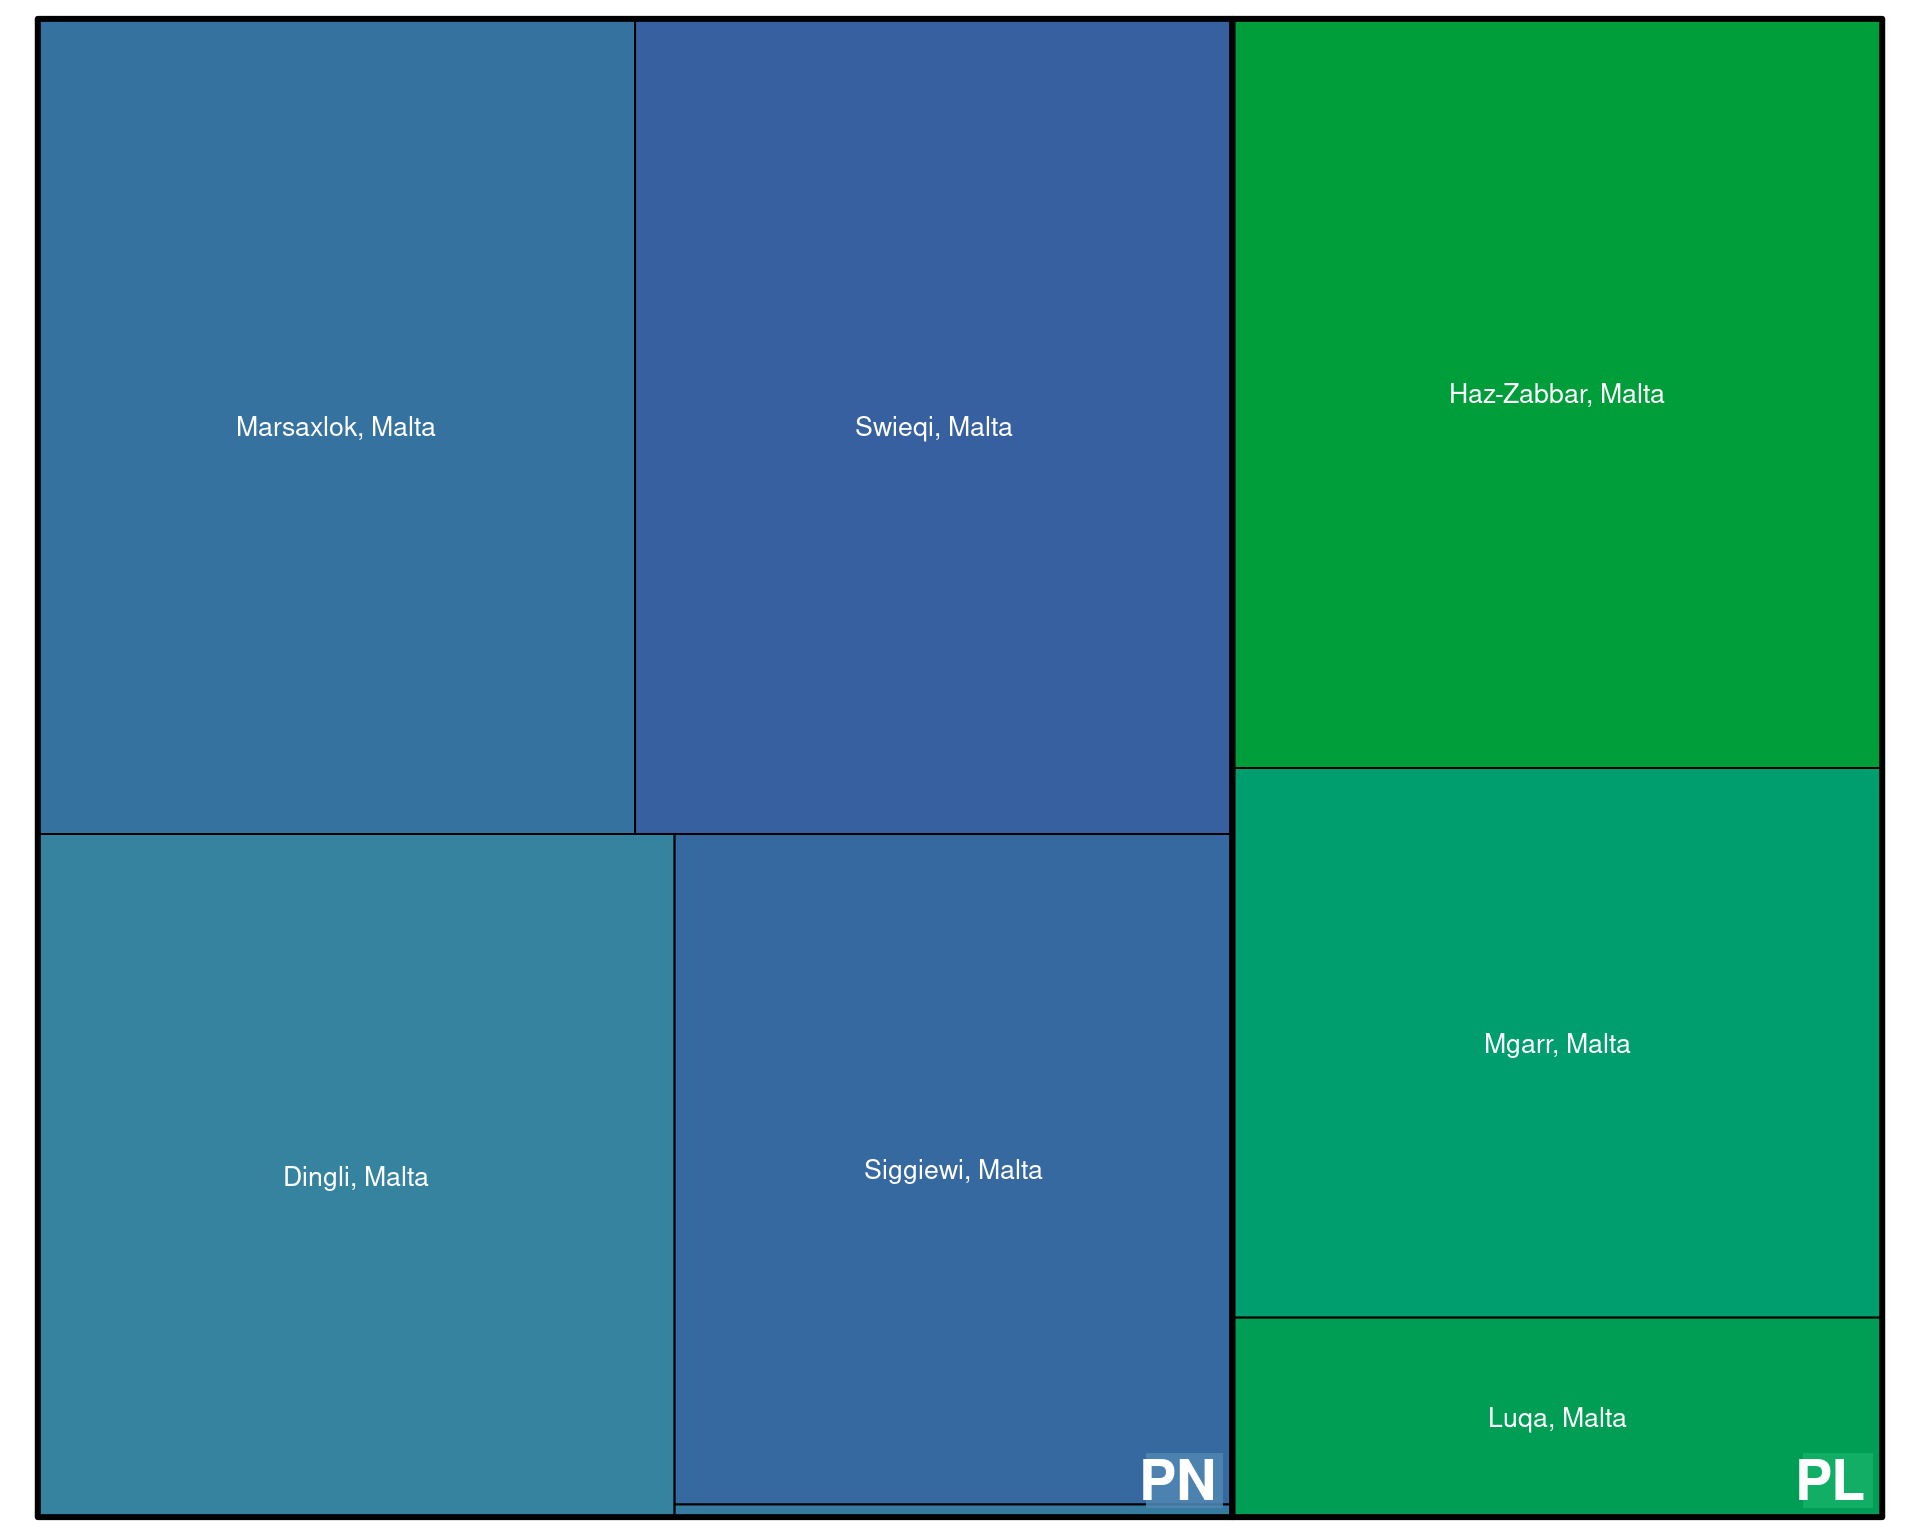 Marsaxlok, Malta
Swieqi, Malta
Haz-Zabbar, Malta
Dingli, Malta
Siggiewi, Malta
Mgarr, Malta
Luqa, Malta
PN
PL